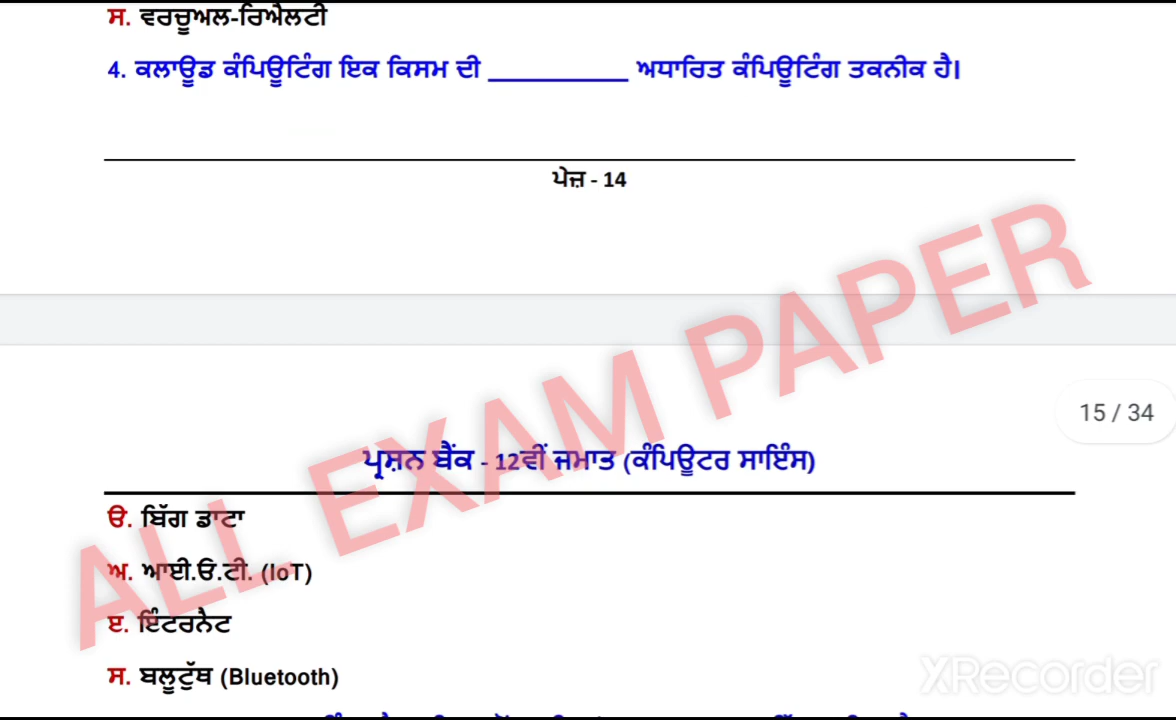 ਸ. ਵਰਚੂਅਲ-ਰਿਐਲਟੀ
4. ਕਲਾਊਡ ਕੰਪਿਊਟਿੰਗ ਇਕ ਕਿਸਮ ਦੀ __________ ਅਧਾਰਿਤ ਕੰਪਿਊਟਿੰਗ ਤਕਨੀਕ ਹੈ।
ਪੇਜ਼ - 14
ALL EXAM PAPER
15 / 34
ਪ੍ਰਸ਼ਨ ਬੈਂਕ - 12ਵੀਂ ਜਮਾਤ (ਕੰਪਿਊਟਰ ਸਾਇੰਸ)
ੳ. ਬਿੱਗ ਡਾਟਾ
ਅ. ਆਈ.ਓ.ਟੀ. (IoT)
ੲ. ਇੰਟਰਨੈਟ
ਸ. ਬਲੂਟੁੱਥ (Bluetooth)
XRecorder